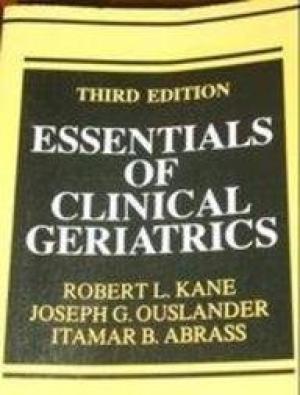 THIRD EDITION
ESSENTIALS
OF
CLINICAL
GERIATRICS
ROBERT L. KANE
JOSEPH G. OUSLANDER
ITAMAR B. ABRASS